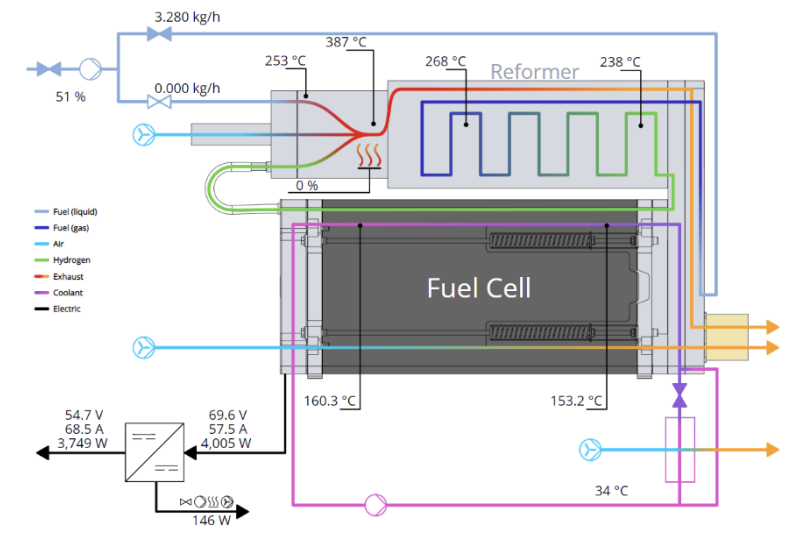 3.280 kg/h
387 °C
253 °C
268 °C
Reformer
238 °C
51 %
0.000 kg/h
0 %
Fuel (liquid)
Fuel (gas)
Air
Hydrogen
Exhaust
Coolant
Electric
Fuel Cell
160.3 °C
153.2 °C
54.7 V
68.5 A
3,749 W
69.6 V
57.5 A
4,005 W
34 °C
146 W